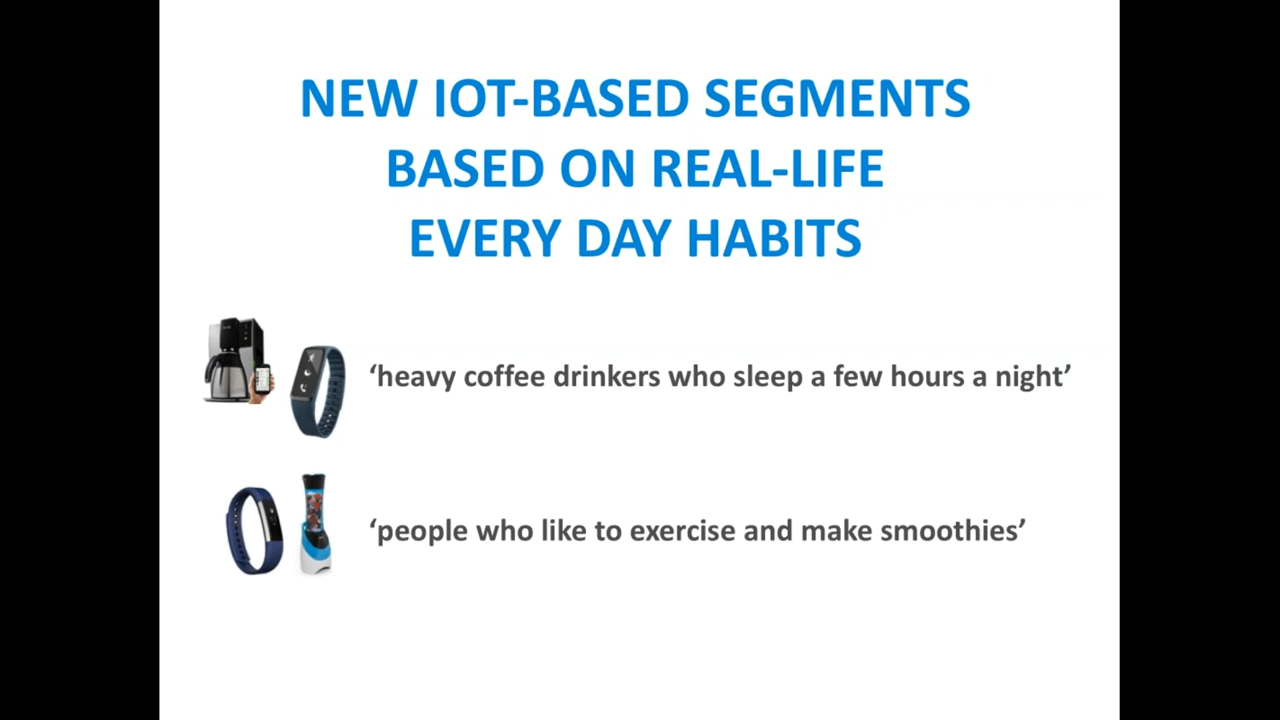 NEW IOT-BASED SEGMENTS
BASED ON REAL-LIFE
EVERY DAY HABITS
‘heavy coffee drinkers who sleep a few hours a night’
‘people who like to exercise and make smoothies’